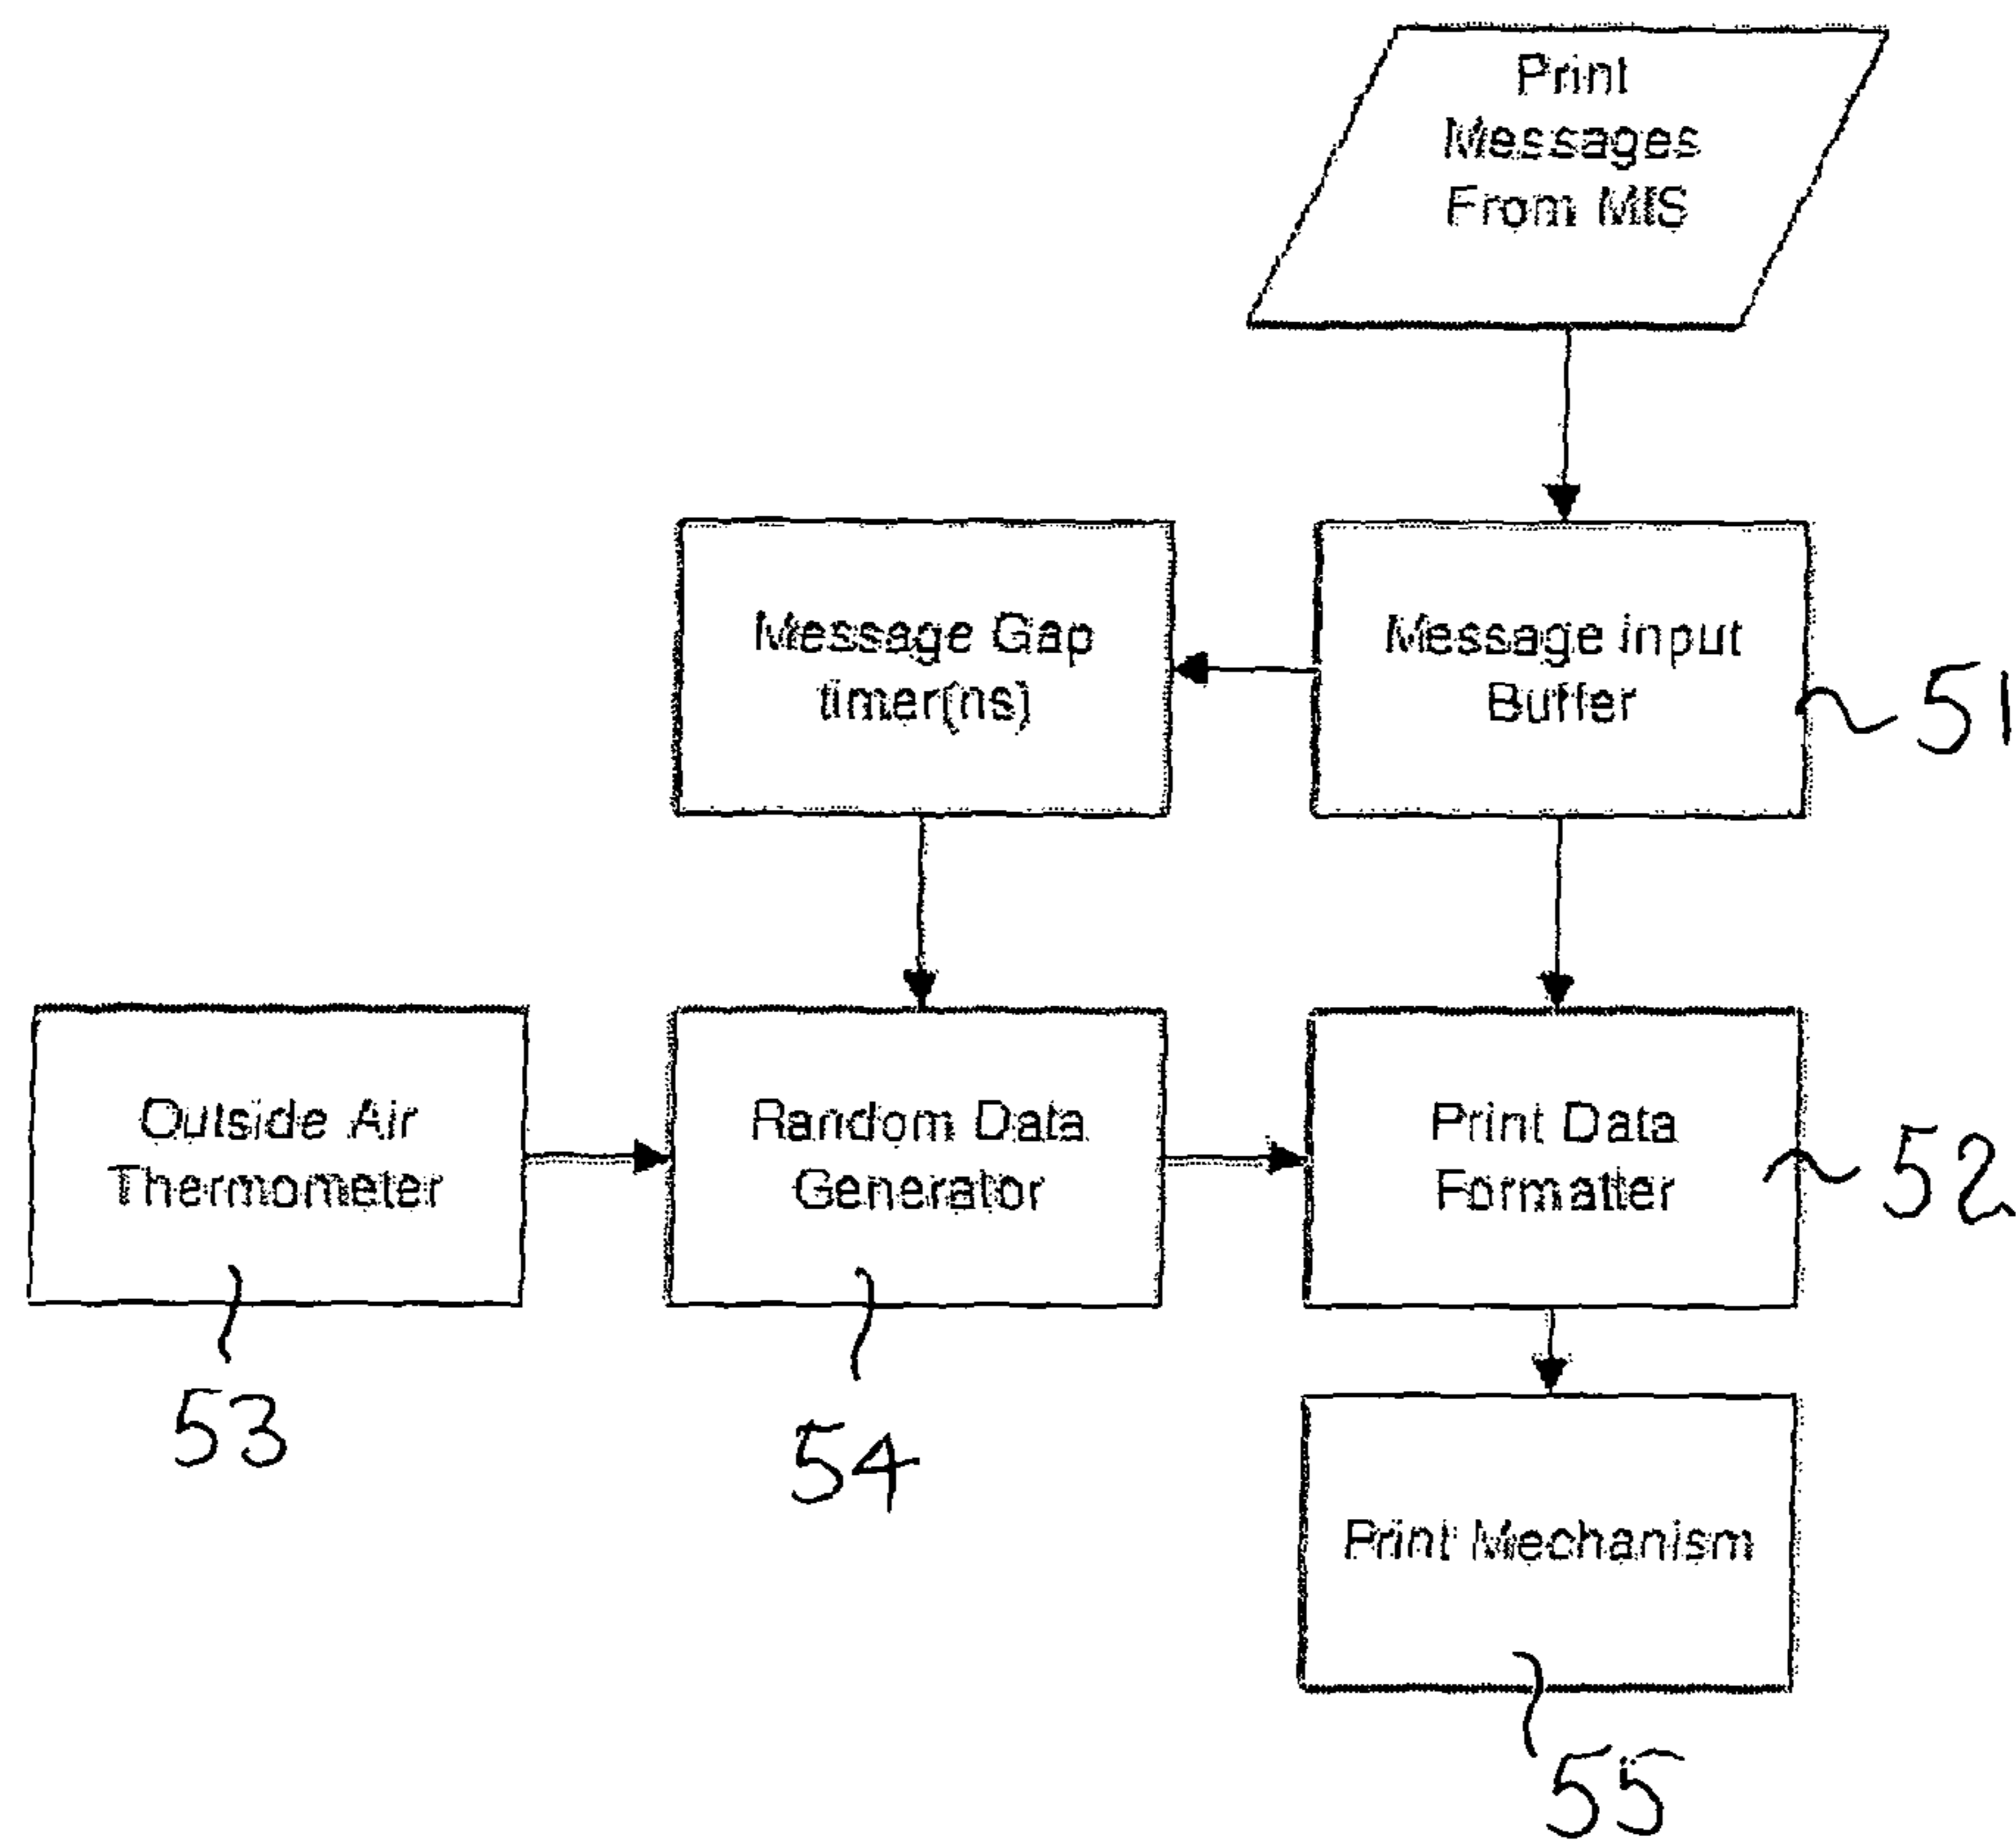 Print
Messages
From MIS
Message Gap
timer(ns)
Message Input
Buffer
51
Outside Air
Thermometer
Random Data
Generator
Print Data
Formatter
52
53
54
Print Mechanism
55